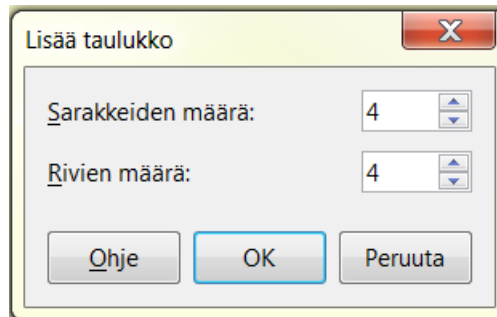 Lisää taulukko
Sarakkeiden määrä: 4
Rivien määrä: 4
Ohje OK Peruuta